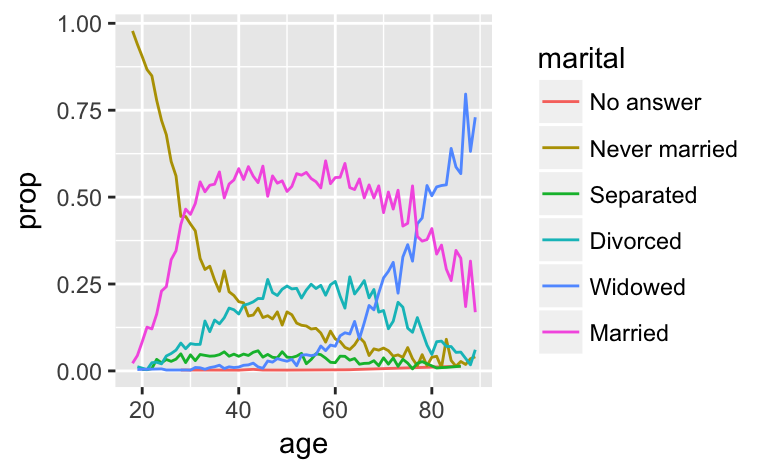 1.00
0.75
0.50
0.25
0.00
prop
20 40 60 80
age
marital
No answer
Never married
Separated
Divorced
Widowed
Married